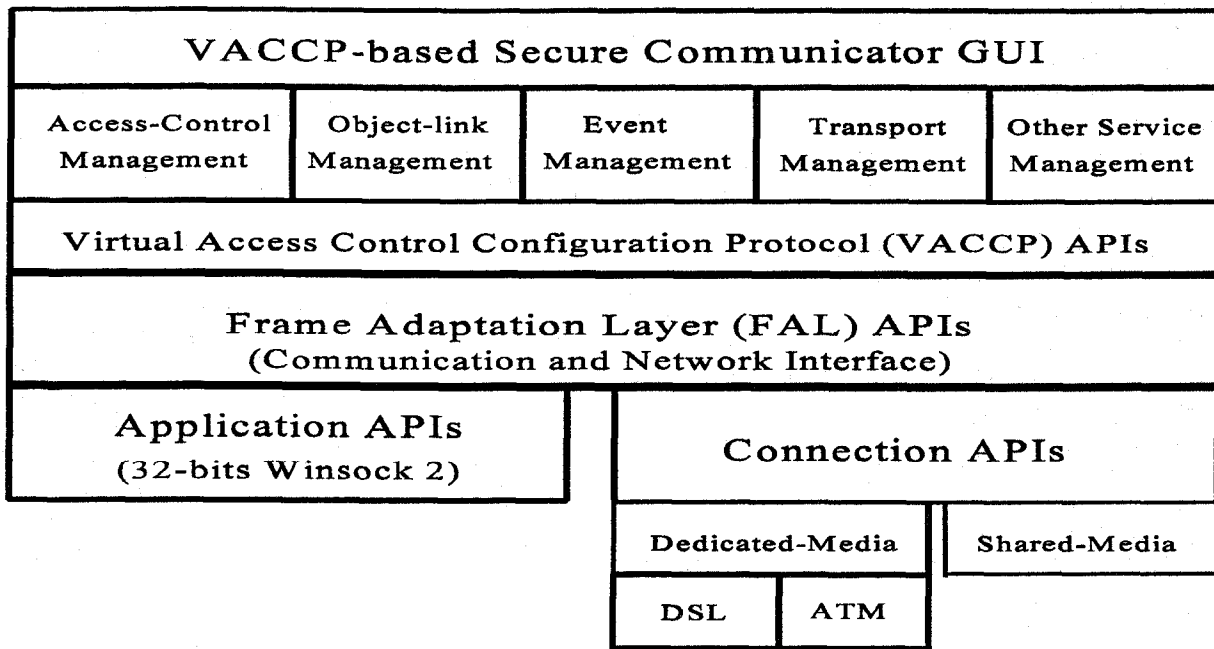 VACCP-based Secure Communicator GUI
Access-Control
Management
Object-link
Management
Event
Management
Transport
Management
Other Service
Management
Virtual Access Control Configuration Protocol (VACCP) APIs
Frame Adaptation Layer (FAL) APIs
(Communication and Network Interface)
Application APIs
(32-bits Winsock 2)
Connection APIs
Dedicated-Media
Shared-Media
DSL
ATM